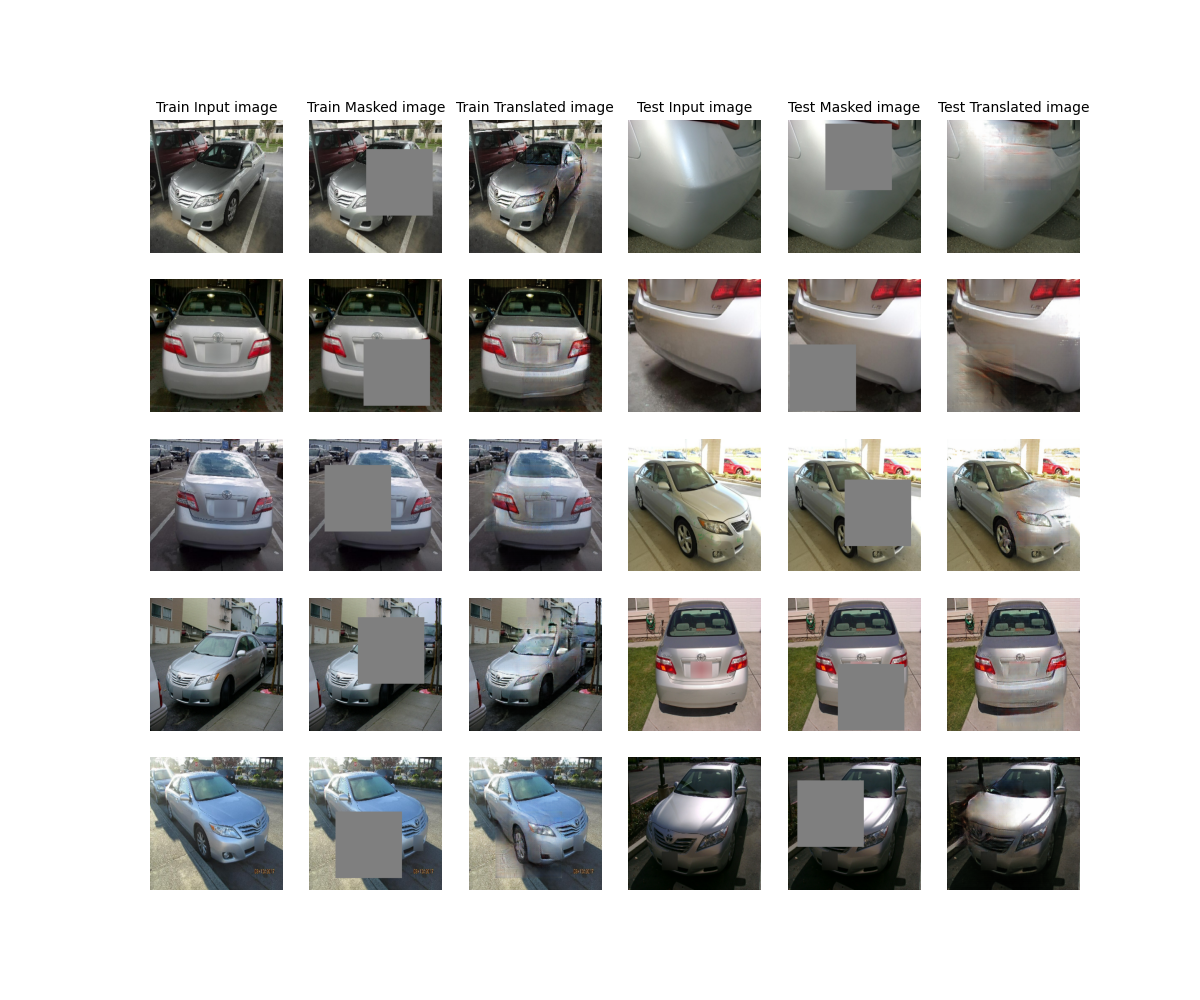 Train Input image
Train Masked image
Train Translated image
Test Input image
Test Masked image
Test Translated image